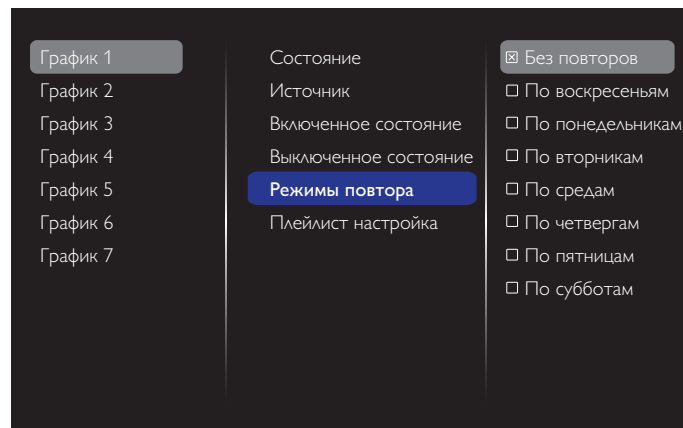 График 1
График 2
График 3
График 4
График 5
График 6
График 7
Состояние
Источник
Включенное состояние
Выключенное состояние
Режимы повтора
Плейлист настройка
Без повторов
По воскресеньям
По понедельникам
По вторникам
По средам
По четвергам
По пятницам
По субботам